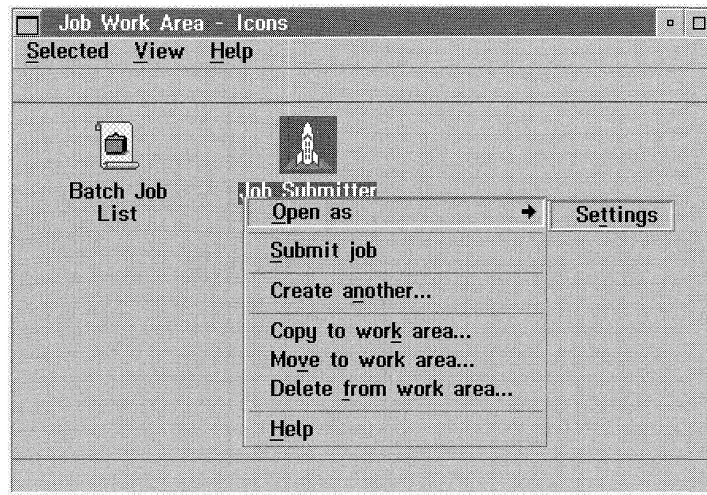 Job Work Area - Icons
Selected View Help
Batch Job
List
Job Submitter
Open as
Settings
Submit job
Create another...
Copy to work area...
Move to work area...
Delete from work area...
Help